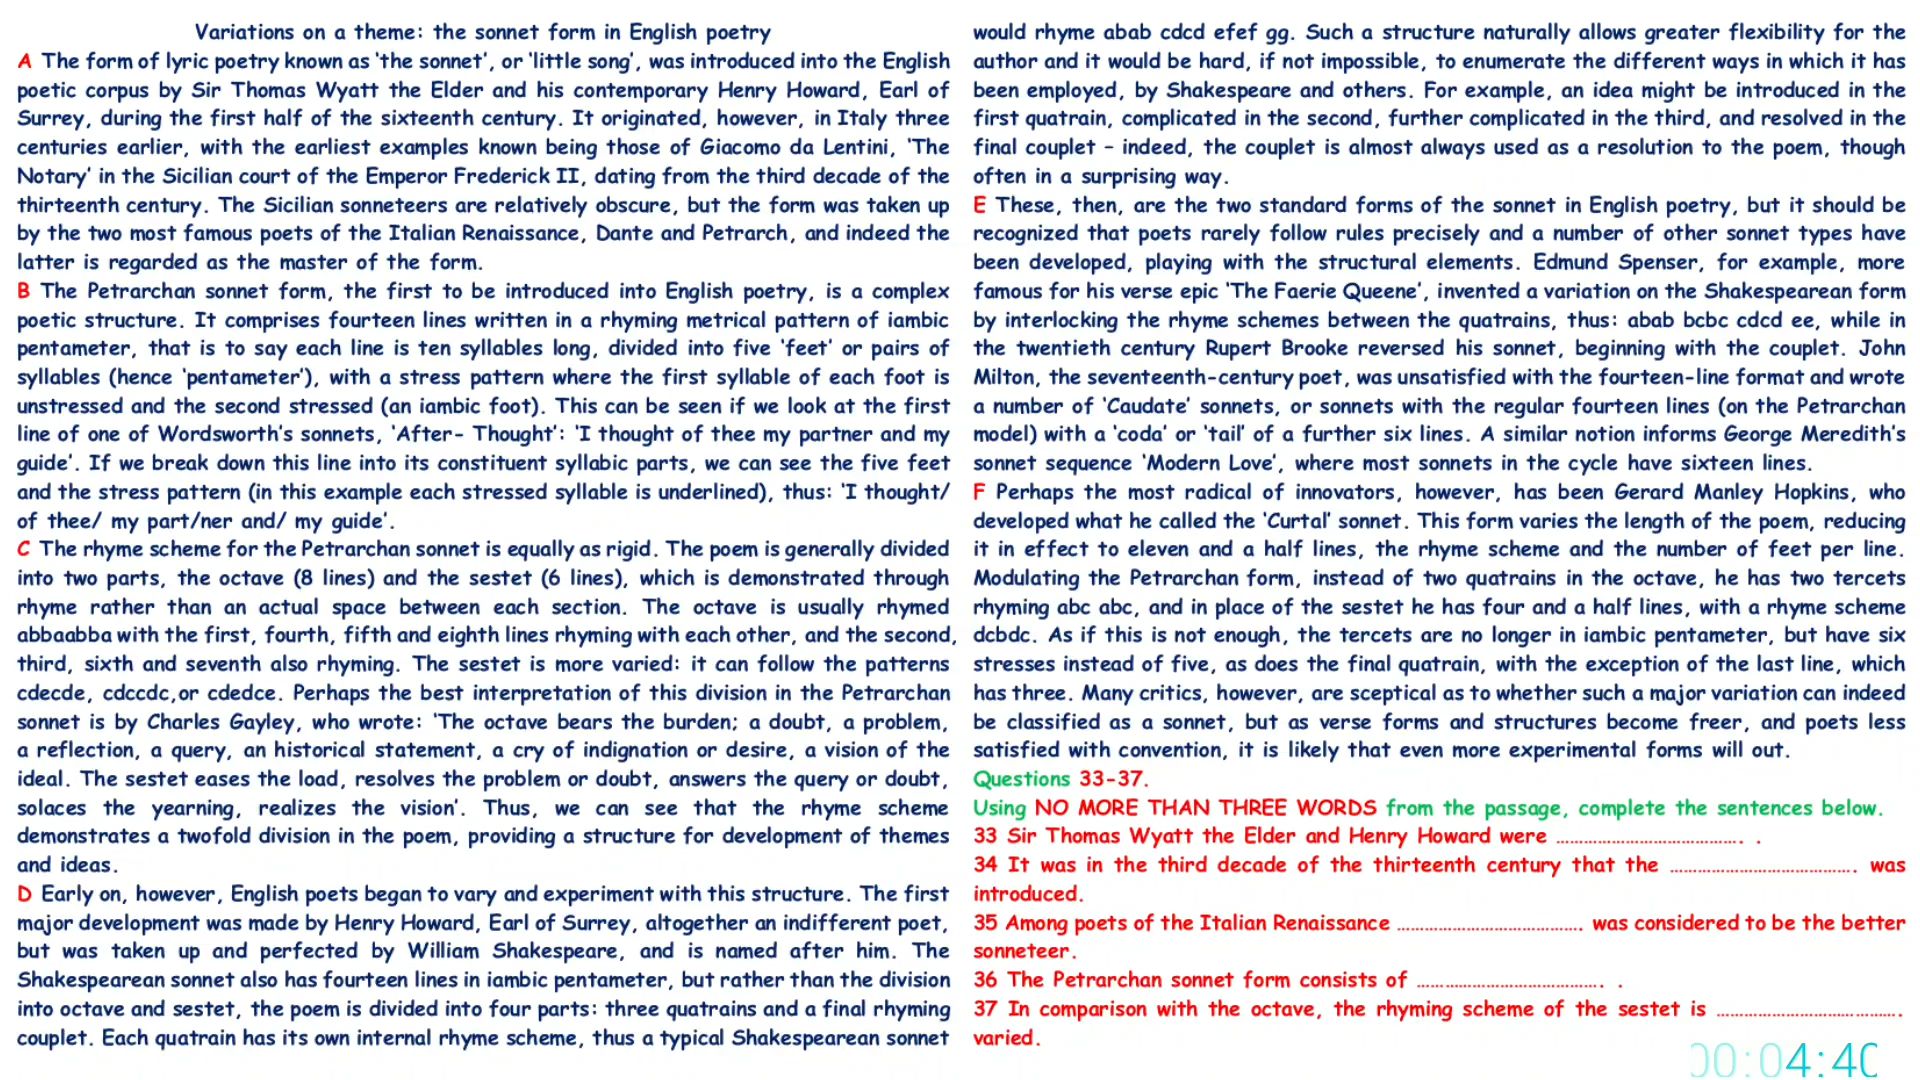 Variations on a theme: the sonnet form in English poetry
A The form of lyric poetry known as ‘the sonnet’, or ‘little song’, was introduced into the English
poetic corpus by Sir Thomas Wyatt the Elder and his contemporary Henry Howard, Earl of
Surrey, during the first half of the sixteenth century. It originated, however, in Italy three
centuries earlier, with the earliest examples known being those of Giacomo da Lentini, ‘The
Notary’ in the Sicilian court of the Emperor Frederick II, dating from the third decade of the
thirteenth century. The Sicilian sonneteers are relatively obscure, but the form was taken up
by the two most famous poets of the Italian Renaissance, Dante and Petrarch, and indeed the
latter is regarded as the master of the form.
B The Petrarchan sonnet form, the first to be introduced into English poetry, is a complex
poetic structure. It comprises fourteen lines written in a rhyming metrical pattern of iambic
pentameter, that is to say each line is ten syllables long, divided into five ‘feet’ or pairs of
syllables (hence ‘pentameter’), with a stress pattern where the first syllable of each foot is
unstressed and the second stressed (an iambic foot). This can be seen if we look at the first
line of one of Wordsworth’s sonnets, ‘After- Thought’: ‘I thought of thee my partner and my
guide’. If we break down this line into its constituent syllabic parts, we can see the five feet
and the stress pattern (in this example each stressed syllable is underlined), thus: ‘I thought/
of thee/ my part/ner and/ my guide’.
C The rhyme scheme for the Petrarchan sonnet is equally as rigid. The poem is generally divided
into two parts, the octave (8 lines) and the sestet (6 lines), which is demonstrated through
rhyme rather than an actual space between each section. The octave is usually rhymed
abbaabba with the first, fourth, fifth and eighth lines rhyming with each other, and the second,
third, sixth and seventh also rhyming. The sestet is more varied: it can follow the patterns
cdecde, cdccdc,or cdedce. Perhaps the best interpretation of this division in the Petrarchan
sonnet is by Charles Gayley, who wrote: ‘The octave bears the burden; a doubt, a problem,
a reflection, a query, an historical statement, a cry of indignation or desire, a vision of the
ideal. The sestet eases the load, resolves the problem or doubt, answers the query or doubt,
solaces the yearning, realizes the vision’. Thus, we can see that the rhyme scheme
demonstrates a twofold division in the poem, providing a structure for development of themes
and ideas.
D Early on, however, English poets began to vary and experiment with this structure. The first
major development was made by Henry Howard, Earl of Surrey, altogether an indifferent poet,
but was taken up and perfected by William Shakespeare, and is named after him. The
Shakespearean sonnet also has fourteen lines in iambic pentameter, but rather than the division
into octave and sestet, the poem is divided into four parts: three quatrains and a final rhyming
couplet. Each quatrain has its own internal rhyme scheme, thus a typical Shakespearean sonnet
would rhyme abab cdcd efef gg. Such a structure naturally allows greater flexibility for the
author and it would be hard, if not impossible, to enumerate the different ways in which it has
been employed, by Shakespeare and others. For example, an idea might be introduced in the
first quatrain, complicated in the second, further complicated in the third, and resolved in the
final couplet – indeed, the couplet is almost always used as a resolution to the poem, though
often in a surprising way.
E These, then, are the two standard forms of the sonnet in English poetry, but it should be
recognized that poets rarely follow rules precisely and a number of other sonnet types have
been developed, playing with the structural elements. Edmund Spenser, for example, more
famous for his verse epic ‘The Faerie Queene’, invented a variation on the Shakespearean form
by interlocking the rhyme schemes between the quatrains, thus: abab bcbc cdcd ee, while in
the twentieth century Rupert Brooke reversed his sonnet, beginning with the couplet. John
Milton, the seventeenth-century poet, was unsatisfied with the fourteen-line format and wrote
a number of ‘Caudate’ sonnets, or sonnets with the regular fourteen lines (on the Petrarchan
model) with a ‘coda’ or ‘tail’ of a further six lines. A similar notion informs George Meredith’s
sonnet sequence ‘Modern Love’, where most sonnets in the cycle have sixteen lines.
F Perhaps the most radical of innovators, however, has been Gerard Manley Hopkins, who
developed what he called the ‘Curtal’ sonnet. This form varies the length of the poem, reducing
it in effect to eleven and a half lines, the rhyme scheme and the number of feet per line.
Modulating the Petrarchan form, instead of two quatrains in the octave, he has two tercets
rhyming abc abc, and in place of the sestet he has four and a half lines, with a rhyme scheme
dcbdc. As if this is not enough, the tercets are no longer in iambic pentameter, but have six
stresses instead of five, as does the final quatrain, with the exception of the last line, which
has three. Many critics, however, are sceptical as to whether such a major variation can indeed
be classified as a sonnet, but as verse forms and structures become freer, and poets less
satisfied with convention, it is likely that even more experimental forms will out.
Questions 33-37.
Using NO MORE THAN THREE WORDS from the passage, complete the sentences below.
33 Sir Thomas Wyatt the Elder and Henry Howard were …………………………………. .
34 It was in the third decade of the thirteenth century that the …………………………………. was
introduced.
35 Among poets of the Italian Renaissance …………………………………. was considered to be the better
sonneteer.
36 The Petrarchan sonnet form consists of …………………………………. .
37 In comparison with the octave, the rhyming scheme of the sestet is ………………………………….
varied.
00:04:40